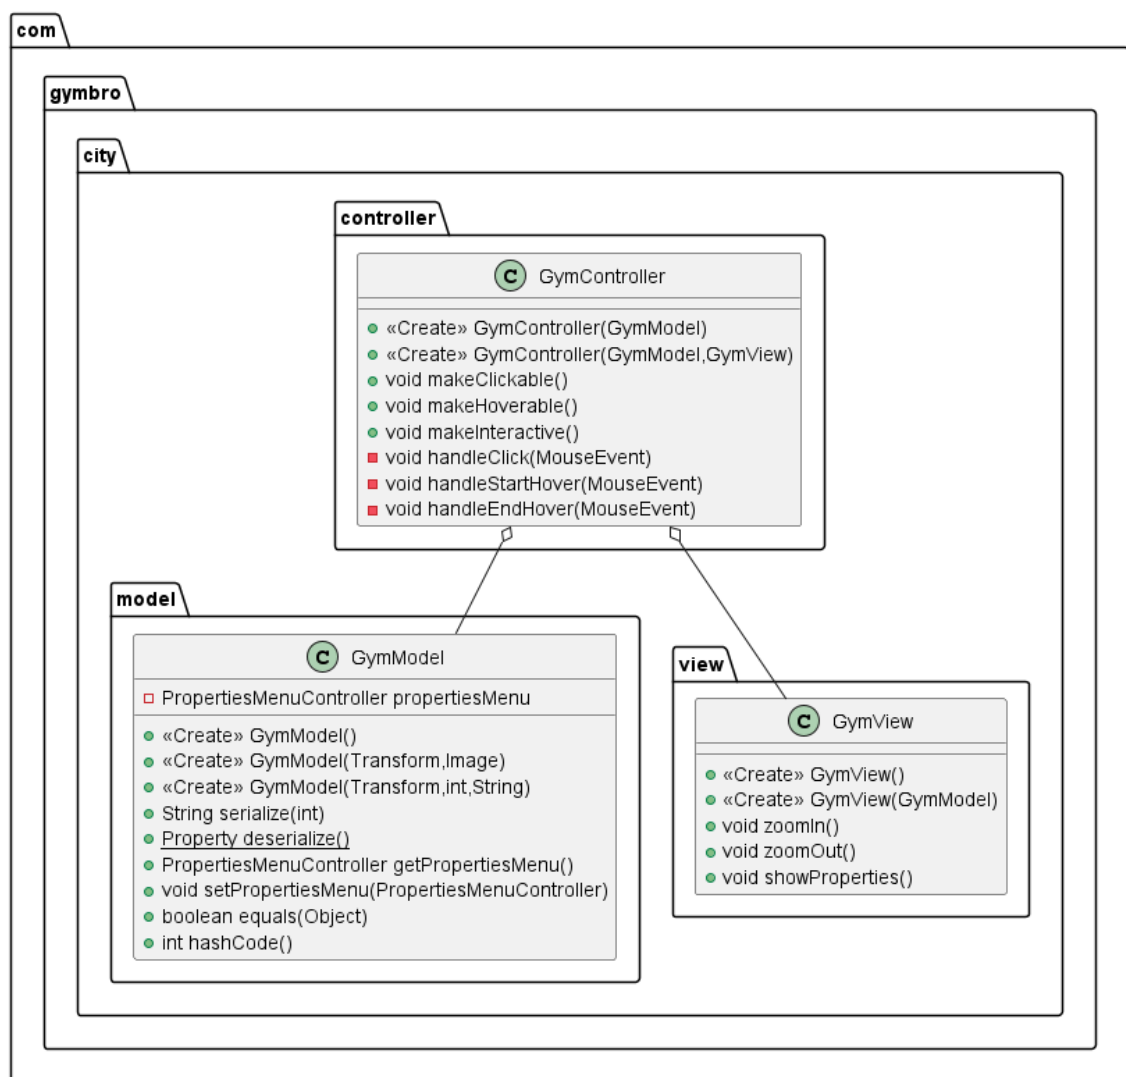 com
gymbro
city
controller
C GymController
«Create» GymController(GymModel)
«Create» GymController(GymModel,GymView)
void makeClickable()
void makeHoverable()
void makeInteractive()
void handleClick(MouseEvent)
void handleStartHover(MouseEvent)
void handleEndHover(MouseEvent)
model
C GymModel
PropertiesMenuController propertiesMenu
«Create» GymModel()
«Create» GymModel(Transform,Image)
«Create» GymModel(Transform,int,String)
String serialize(int)
Property deserialize()
PropertiesMenuController getPropertiesMenu()
void setPropertiesMenu(PropertiesMenuController)
boolean equals(Object)
int hashCode()
view
C GymView
«Create» GymView()
«Create» GymView(GymModel)
void zoomIn()
void zoomOut()
void showProperties()